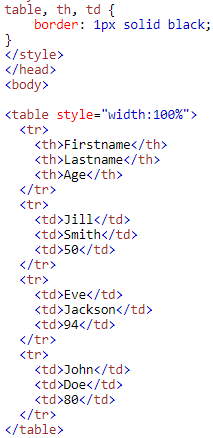 table, th, td {
    border: 1px solid black;
}
</style>
</head>
<body>

<table style="width:100%">
  <tr>
    <th>Firstname</th>
    <th>Lastname</th>
    <th>Age</th>
  </tr>
  <tr>
    <td>Jill</td>
    <td>Smith</td>
    <td>50</td>
  </tr>
  <tr>
    <td>Eve</td>
    <td>Jackson</td>
    <td>94</td>
  </tr>
  <tr>
    <td>John</td>
    <td>Doe</td>
    <td>80</td>
  </tr>
</table>